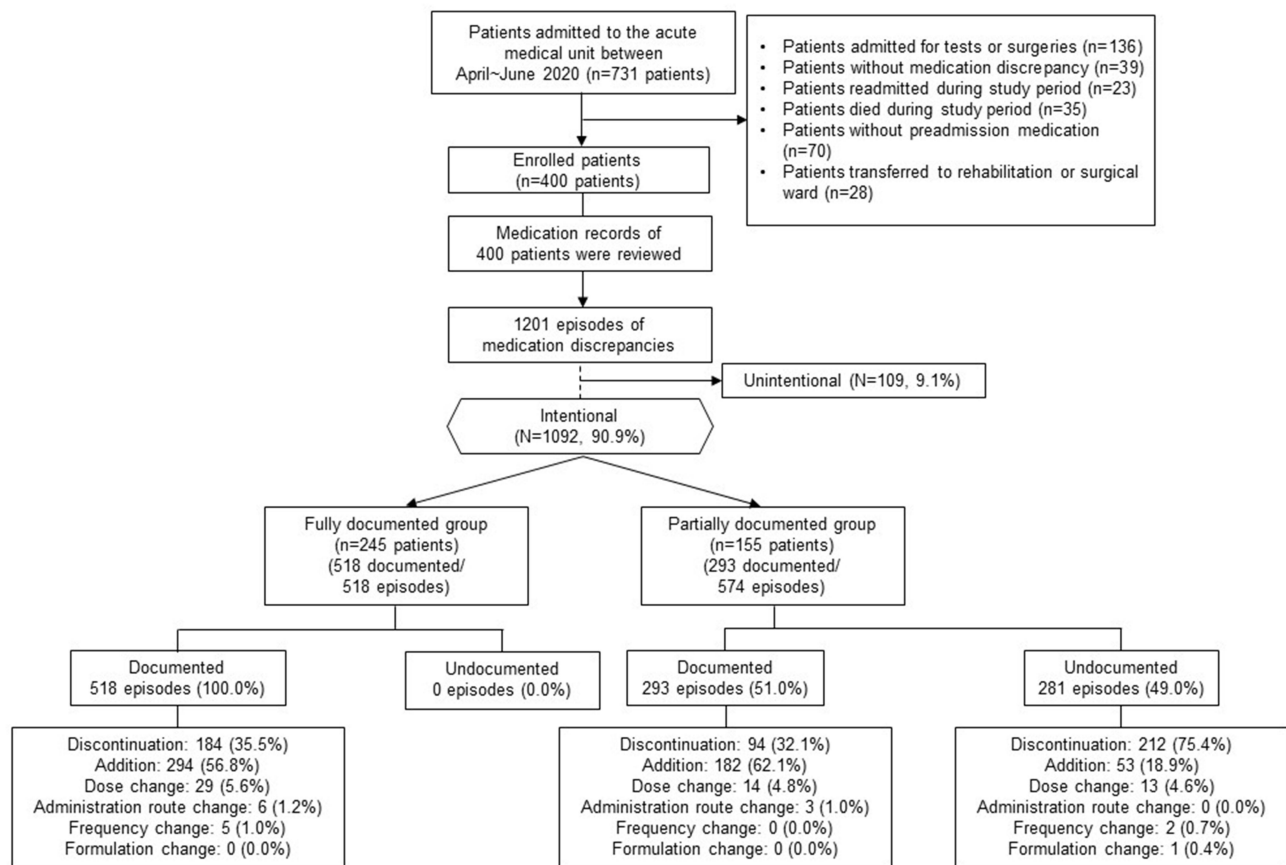 Patients admitted to the acute
medical unit between
April~June 2020 (n=731 patients)
• Patients admitted for tests or surgeries (n=136)
• Patients without medication discrepancy (n=39)
• Patients readmitted during study period (n=23)
• Patients died during study period (n=35)
• Patients without preadmission medication
(n=70)
• Patients transferred to rehabilitation or surgical
ward (n=28)
Enrolled patients
(n=400 patients)
Medication records of
400 patients were reviewed
1201 episodes of
medication discrepancies
Unintentional (N=109, 9.1%)
Intentional
(N=1092, 90.9%)
Fully documented group
(n=245 patients)
(518 documented/
518 episodes)
Partially documented group
(n=155 patients)
(293 documented/
574 episodes)
Documented
518 episodes (100.0%)
Undocumented
0 episodes (0.0%)
Documented
293 episodes (51.0%)
Undocumented
281 episodes (49.0%)
Discontinuation: 184 (35.5%)
Addition: 294 (56.8%)
Dose change: 29 (5.6%)
Administration route change: 6 (1.2%)
Frequency change: 5 (1.0%)
Formulation change: 0 (0.0%)
Discontinuation: 94 (32.1%)
Addition: 182 (62.1%)
Dose change: 14 (4.8%)
Administration route change: 3 (1.0%)
Frequency change: 0 (0.0%)
Formulation change: 0 (0.0%)
Discontinuation: 212 (75.4%)
Addition: 53 (18.9%)
Dose change: 13 (4.6%)
Administration route change: 0 (0.0%)
Frequency change: 2 (0.7%)
Formulation change: 1 (0.4%)